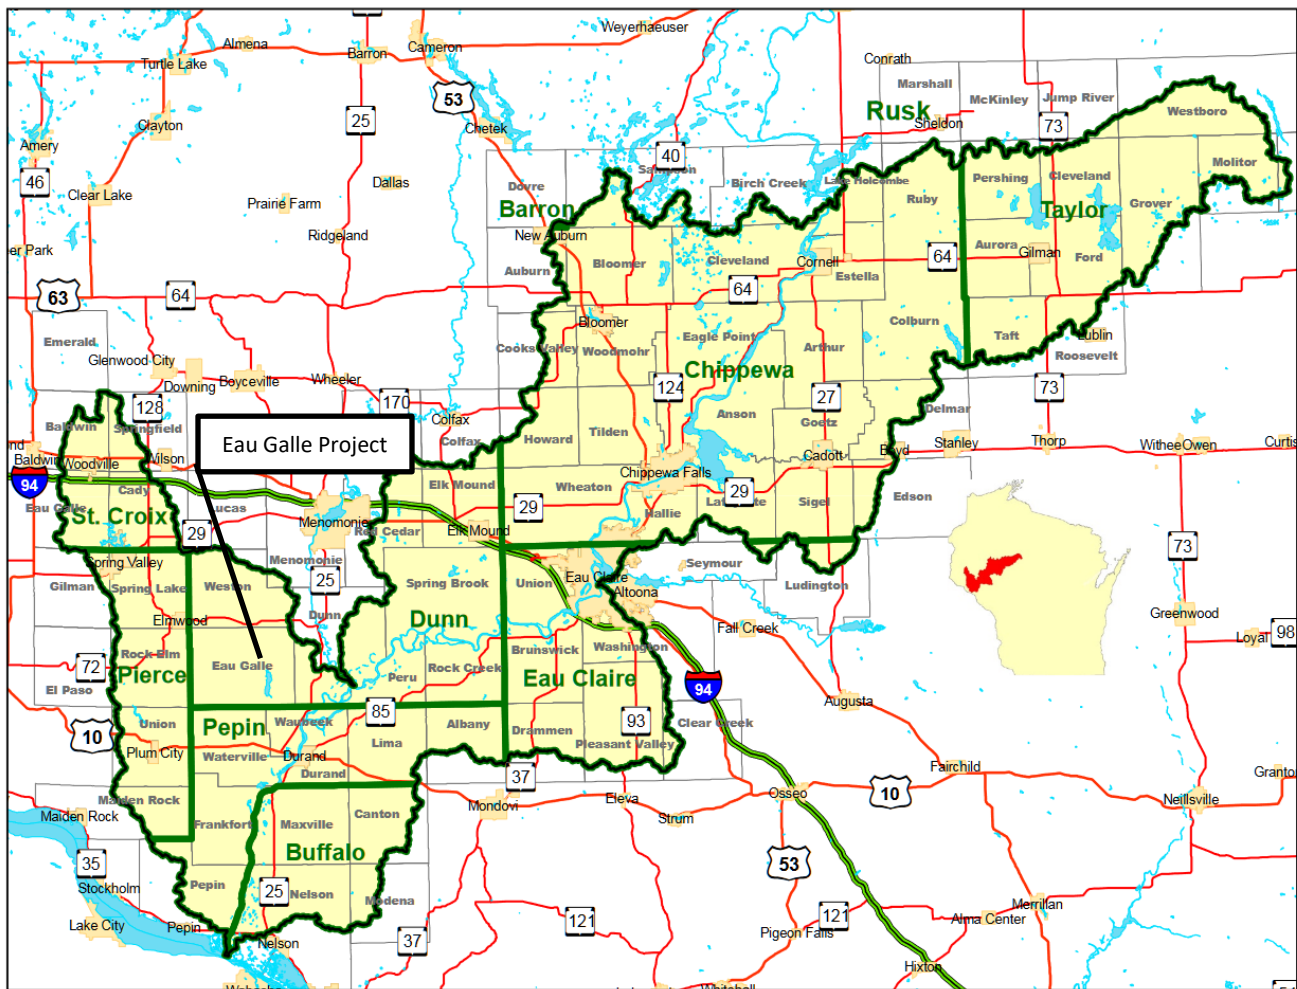 Weyerhaeuser
Almena
Cameron
Barron
Turtle Lake
Conrath
Marshall
53
McKinley
Jump River
Rusk
Westboro
25
Sheldon
73
Clayton
Chetek
Amery
40
Molitor
46
Dallas
Sampson
Birch Creek
Lake Holcombe
Pershing
Cleveland
Clear Lake
Dovre
Ruby
Prairie Farm
Barron
Taylor
Grover
Ridgeland
New Auburn
er Park
Aurora
Gilman
Ford
Auburn
Bloomer
Cleveland
Cornell
Estella
64
63
64
64
Bloomer
Colburn
Taft
Lublin
Emerald
Cooks Valley
Woodmohr
Eagle Point
Arthur
Roosevelt
Glenwood City
Downing
Boyceville
Wheeler
Chippewa
128
170
124
27
73
Baldwin
Springfield
Colfax
Anson
Goetz
Delmar
Eau Galle Project
Colfax
Howard
Tilden
Stanley
Thorp
Withee
Owen
Curtis
nd
Baldwin
Woodville
Wilson
Cadott
Boyd
94
Cady
Elk Mound
Wheaton
Chippewa Falls
29
Sigel
Edson
Eau Galle
St. Croix
Lucas
Menomonie
Red Cedar
29
Hallie
Lafayette
29
Elk Mound
73
Spring Valley
Menomonie
Eau Claire
Seymour
Gilman
Spring Lake
Weston
25
Spring Brook
Union
Altoona
Ludington
Dunn
Dunn
Greenwood
Elmwood
Fall Creek
Loyal
98
Rock Elm
Brunswick
Washington
72
Pierce
Eau Galle
Peru
Rock Creek
Eau Claire
94
El Paso
Augusta
85
Union
Pepin
Waubeek
Albany
Drammen
93
Clear Creek
10
Plum City
Waterville
Durand
Lima
Pleasant Valley
Durand
37
Fairchild
Granto
Maiden Rock
Mondovi
Eleva
Osseo
10
Neillsville
Maiden Rock
Frankfort
Maxville
Canton
Strum
35
Buffalo
53
Stockholm
Pepin
25
Nelson
Modena
Merrillan
Lake City
Pepin
121
121
Alma Center
Nelson
37
Pigeon Falls
Hixton